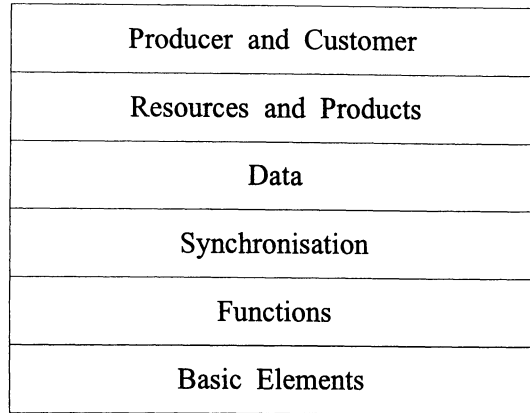 Producer and Customer
Resources and Products
Data
Synchronisation
Functions
Basic Elements